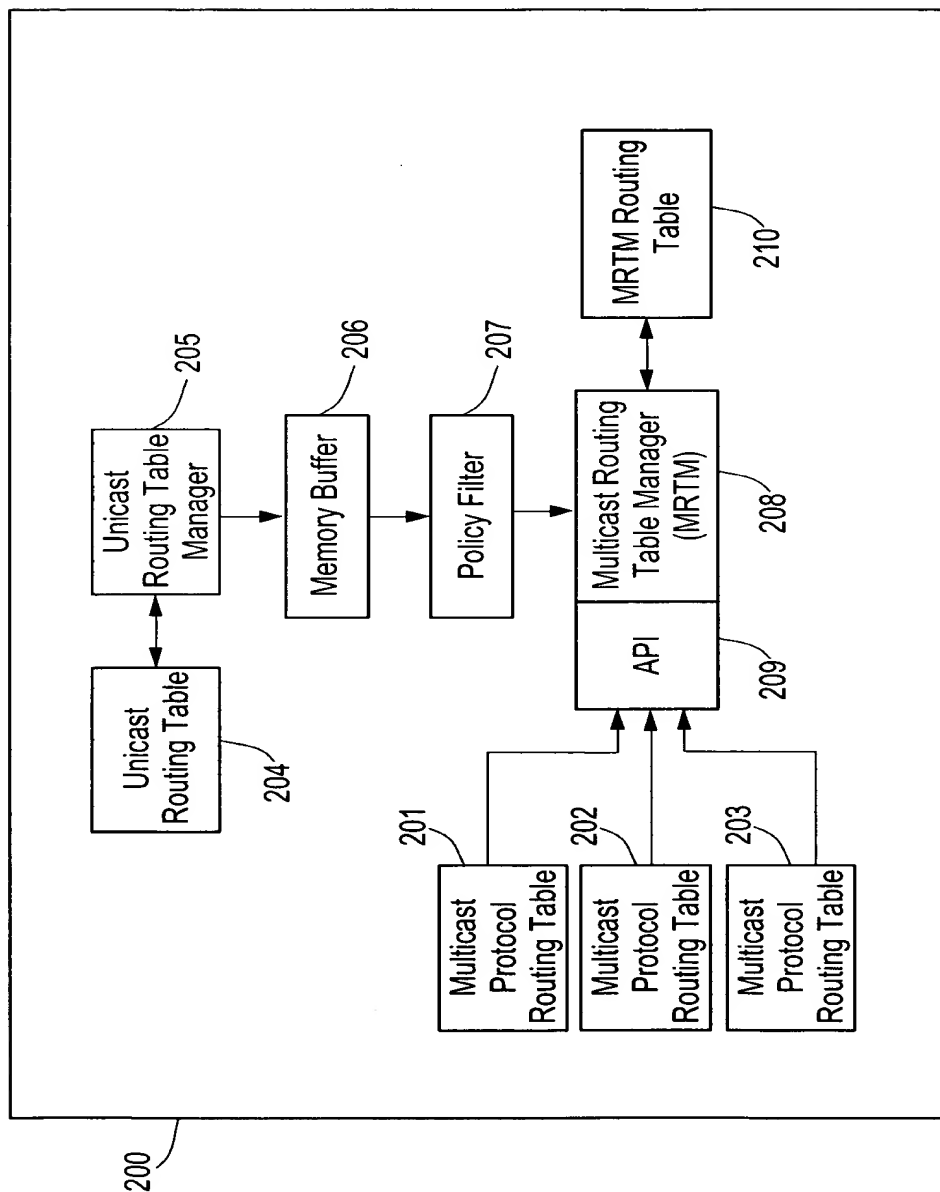 200
Unicast
Routing Table
204
Unicast
Routing Table
Manager
205
Memory Buffer
206
Policy Filter
207
Multicast
Protocol
Routing Table
201
Multicast
Protocol
Routing Table
202
Multicast
Protocol
Routing Table
203
API
209
Multicast Routing
Table Manager
(MRTM)
208
MRTM Routing
Table
210